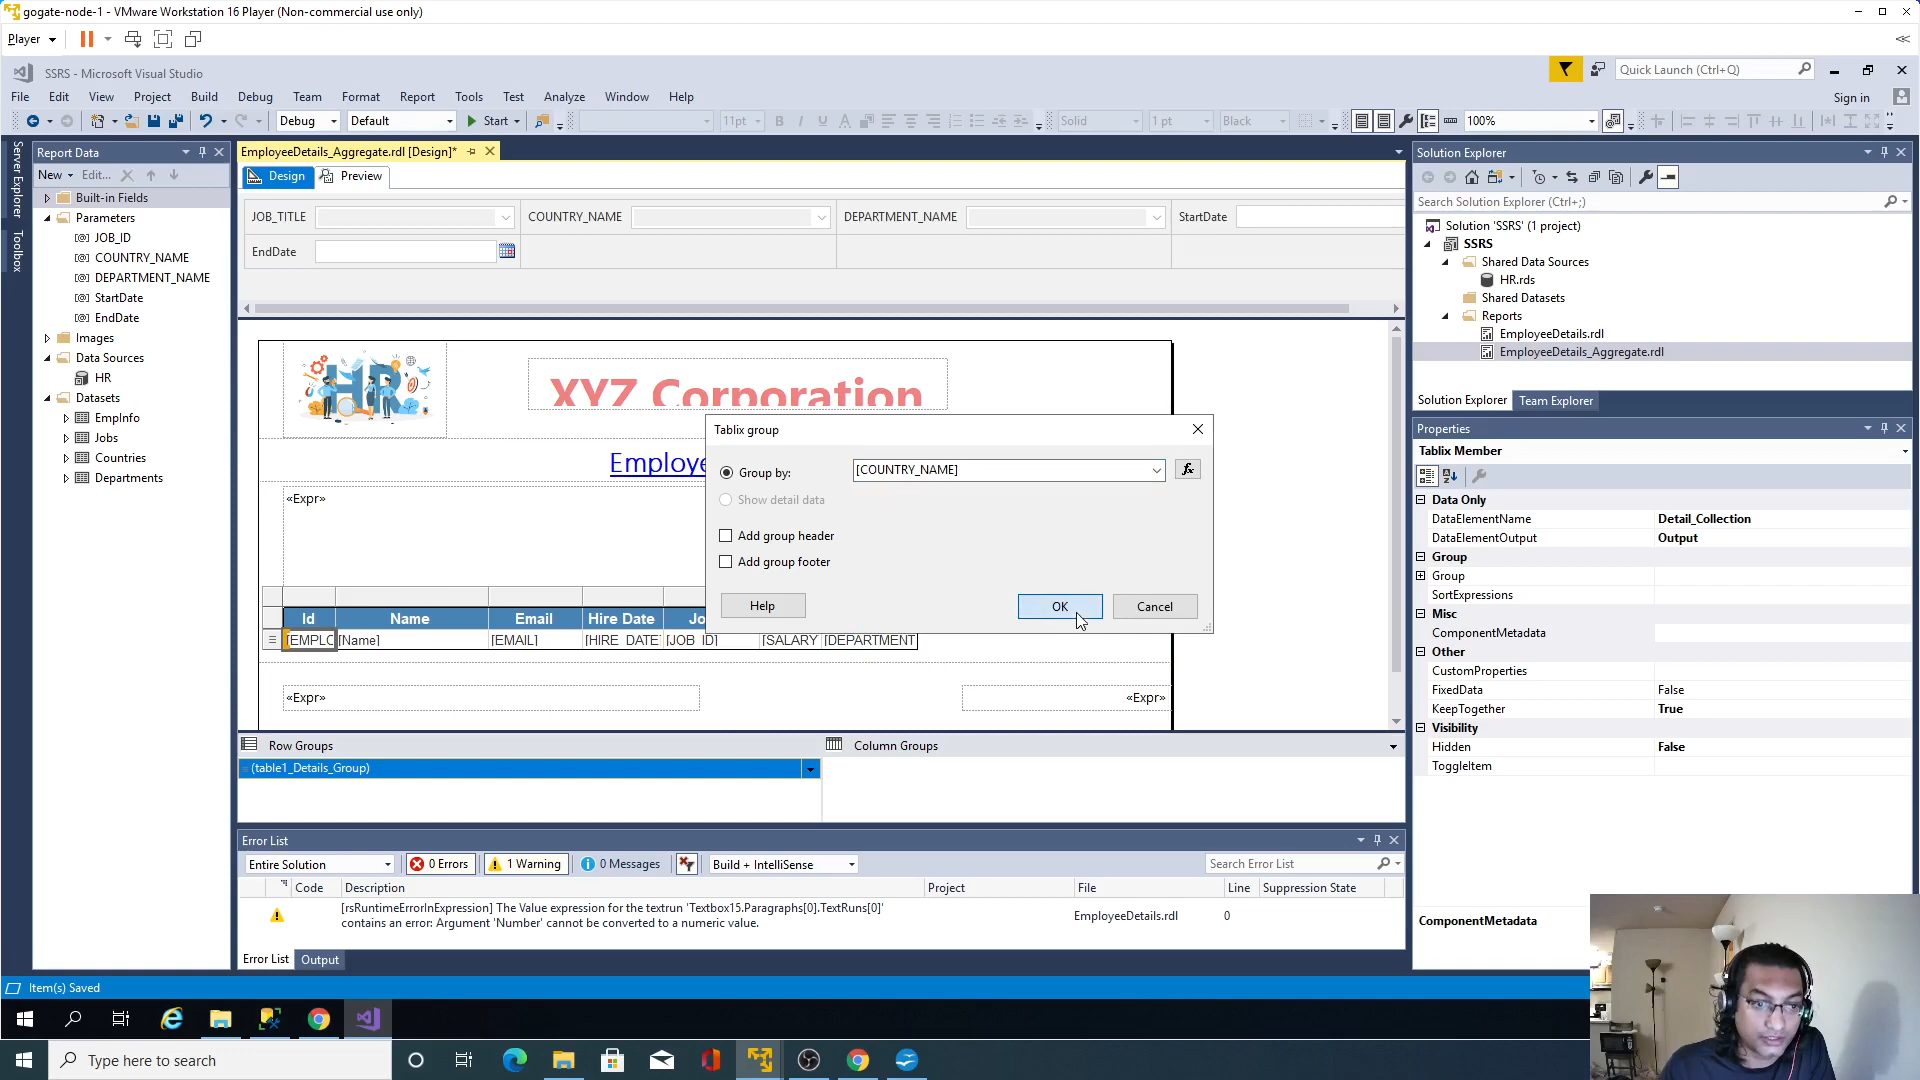 gogate-node-1 - VMware Workstation 16 Player (Non-commercial use only)
Player
SSRS - Microsoft Visual Studio
Quick Launch (Ctrl+Q)
File Edit View Project Build Debug Team Format Report Tools Test Analyze Window Help
Sign in
Debug Default Start 11pt B I U A Solid 1 pt Black 100%
Server Explorer
Toolbox
Report Data
New Edit...
Built-in Fields
Parameters
JOB_ID
COUNTRY_NAME
DEPARTMENT_NAME
StartDate
EndDate
Images
Data Sources
HR
Datasets
EmpInfo
Jobs
Countries
Departments
EmployeeDetails_Aggregate.rdl [Design]*
Design Preview
JOB_TITLE COUNTRY_NAME DEPARTMENT_NAME StartDate
EndDate
HR
XYZ Corporation
Employe
«Expr»
Id Name Email Hire Date Jo
[EMPLO [Name] [EMAIL] [HIRE_DATE] [JOB_ID] [SALARY [DEPARTMENT
«Expr» «Expr»
Tablix group
Group by: [COUNTRY_NAME] fx
Show detail data
Add group header
Add group footer
Help OK Cancel
Row Groups Column Groups
(table1_Details_Group)
Error List
Entire Solution 0 Errors 1 Warning 0 Messages Build + IntelliSense Search Error List
Code Description Project File Line Suppression State
[rsRuntimeErrorInExpression] The Value expression for the textrun 'Textbox15.Paragraphs[0].TextRuns[0]'
contains an error: Argument 'Number' cannot be converted to a numeric value.
EmployeeDetails.rdl 0
Error List Output
Item(s) Saved
Solution Explorer
Search Solution Explorer (Ctrl+;)
Solution 'SSRS' (1 project)
SSRS
Shared Data Sources
HR.rds
Shared Datasets
Reports
EmployeeDetails.rdl
EmployeeDetails_Aggregate.rdl
Solution Explorer Team Explorer
Properties
Tablix Member
Data Only
DataElementName Detail_Collection
DataElementOutput Output
Group
Group
SortExpressions
Misc
ComponentMetadata
Other
CustomProperties
FixedData False
KeepTogether True
Visibility
Hidden False
ToggleItem
ComponentMetadata
Type here to search